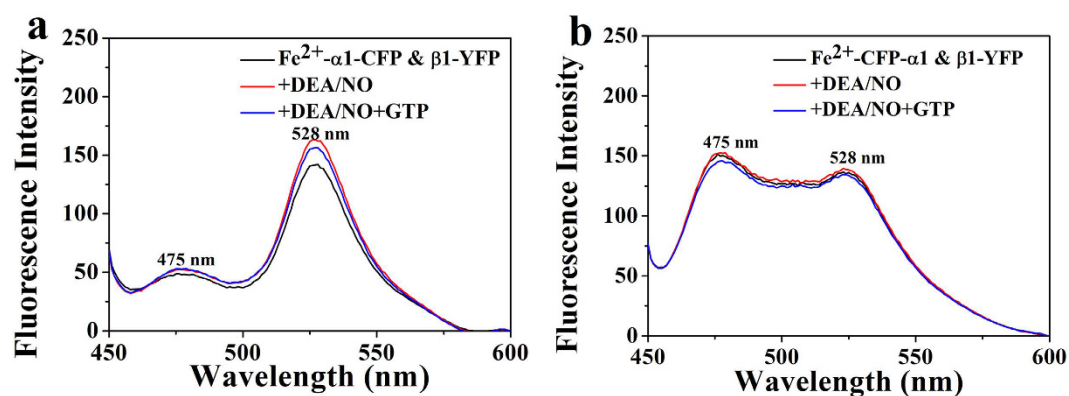 a
Fe2+-α1-CFP & β1-YFP
+DEA/NO
+DEA/NO+GTP
528 nm
475 nm
Fluorescence Intensity
250
200
150
100
50
0
450
500
550
600
Wavelength (nm)
b
Fe2+-CFP-α1 & β1-YFP
+DEA/NO
+DEA/NO+GTP
475 nm
528 nm
Fluorescence Intensity
250
200
150
100
50
0
450
500
550
600
Wavelength (nm)